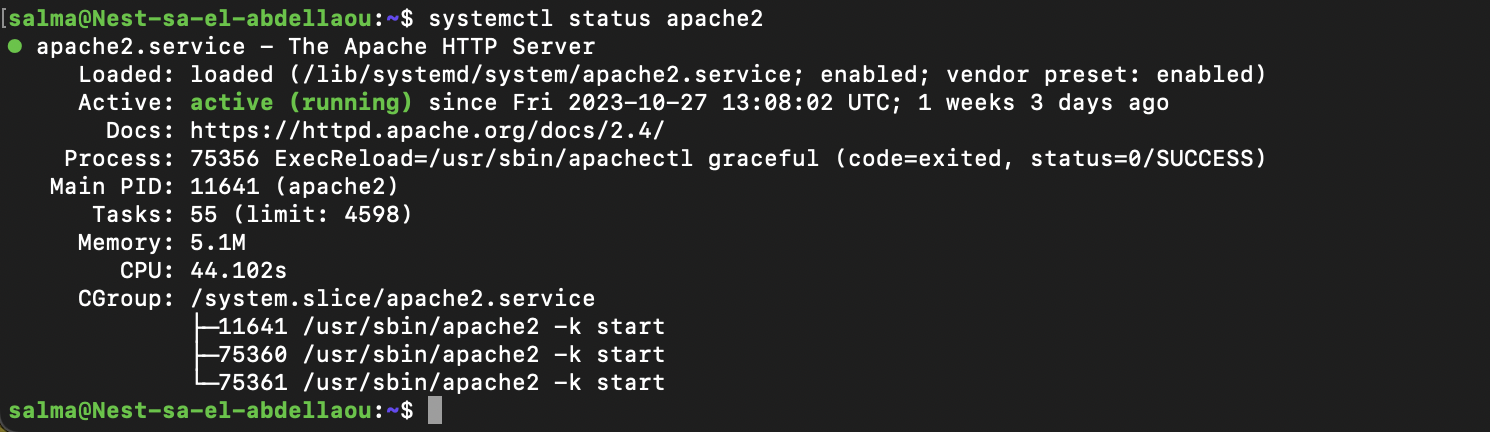 salma@Nest-sa-el-abdellaou:~$ systemctl status apache2
● apache2.service - The Apache HTTP Server
     Loaded: loaded (/lib/systemd/system/apache2.service; enabled; vendor preset: enabled)
     Active: active (running) since Fri 2023-10-27 13:08:02 UTC; 1 weeks 3 days ago
       Docs: https://httpd.apache.org/docs/2.4/
    Process: 75356 ExecReload=/usr/sbin/apachectl graceful (code=exited, status=0/SUCCESS)
   Main PID: 11641 (apache2)
      Tasks: 55 (limit: 4598)
     Memory: 5.1M
        CPU: 44.102s
     CGroup: /system.slice/apache2.service
             ├─11641 /usr/sbin/apache2 -k start
             ├─75360 /usr/sbin/apache2 -k start
             └─75361 /usr/sbin/apache2 -k start
salma@Nest-sa-el-abdellaou:~$